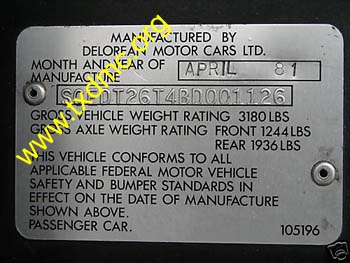 MANUFACTURED BY
DELOREAN MOTOR CARS LTD.
MONTH AND YEAR OF
MANUFACTURE APRIL 81
SCEDT26T4BD001126
GROSS VEHICLE WEIGHT RATING 3180 LBS
GROSS AXLE WEIGHT RATING FRONT 1244 LBS
REAR 1936 LBS
THIS VEHICLE CONFORMS TO ALL
APPLICABLE FEDERAL MOTOR VEHICLE
SAFETY AND BUMPER STANDARDS IN
EFFECT ON THE DATE OF MANUFACTURE
SHOWN ABOVE.
PASSENGER CAR. 105196
www.txdmc.org